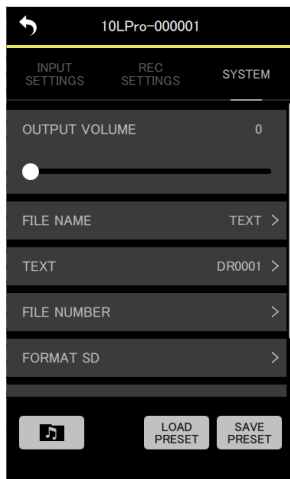 10LPro-000001
INPUT
SETTINGS
REC
SETTINGS
SYSTEM
OUTPUT VOLUME 0
FILE NAME TEXT >
TEXT DR0001 >
FILE NUMBER >
FORMAT SD >
LOAD
PRESET
SAVE
PRESET